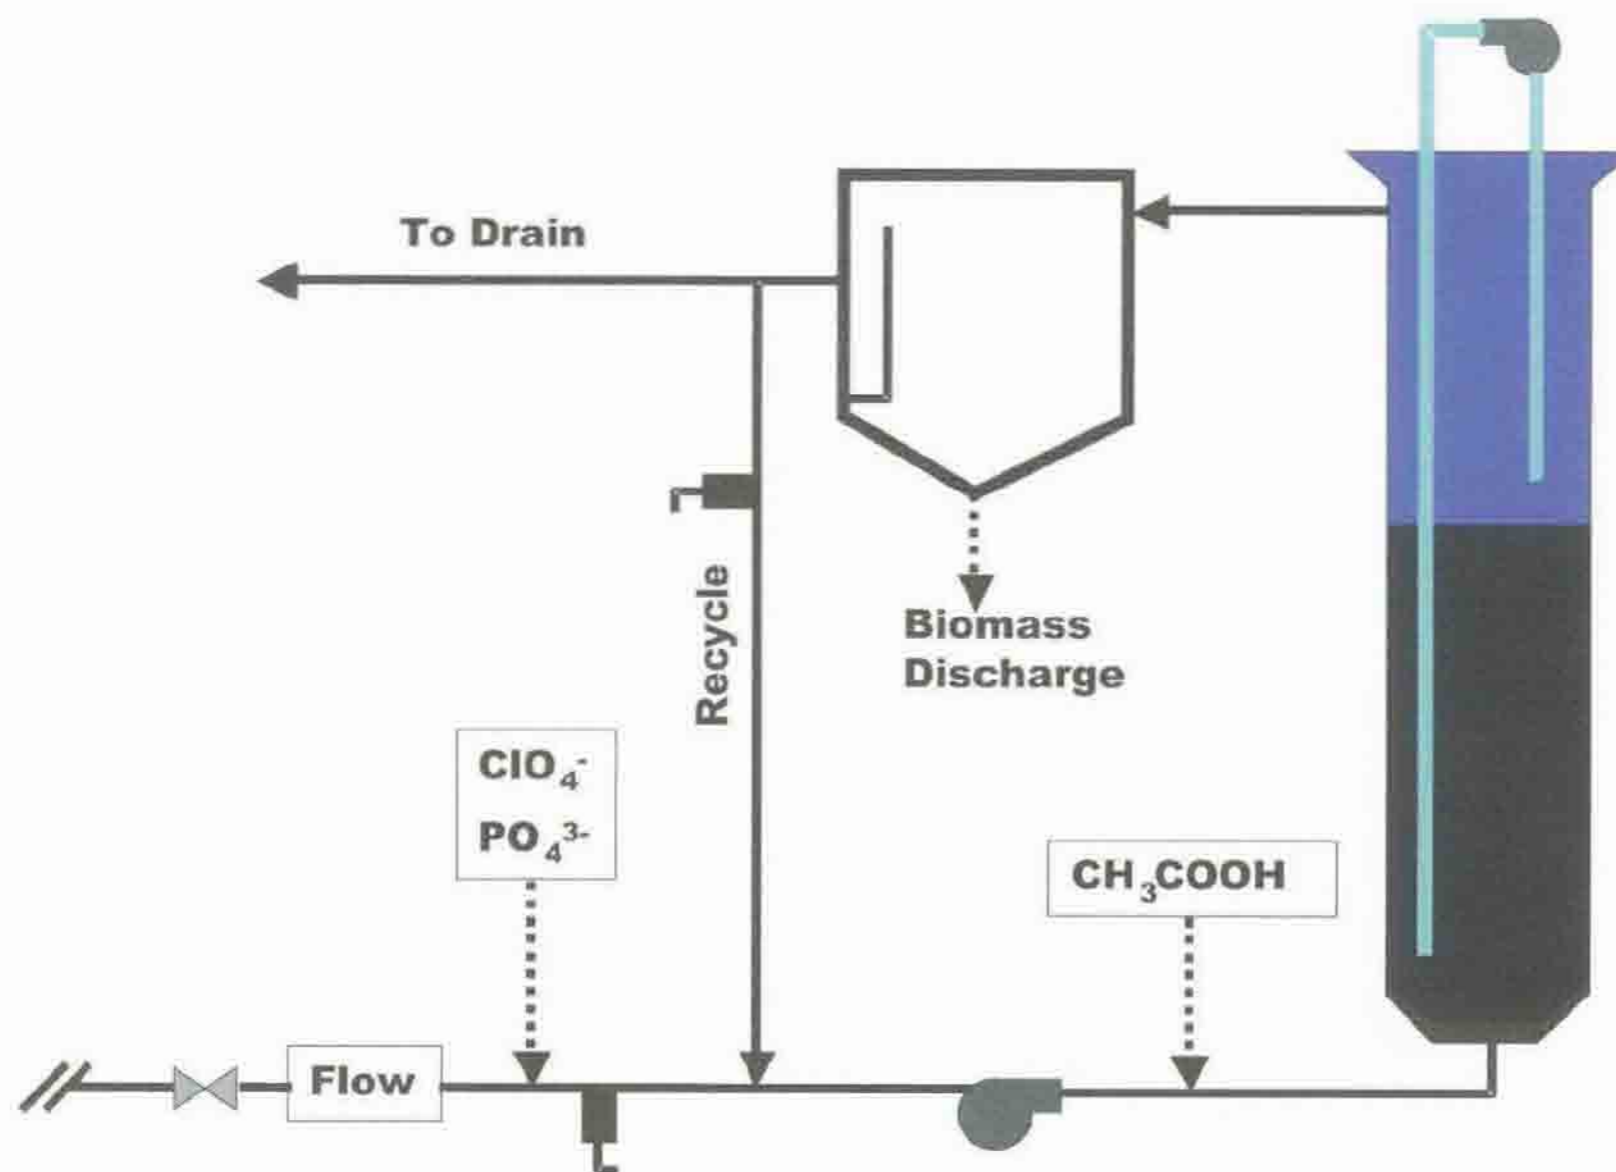 To Drain
Recycle
Biomass
Discharge
ClO₄⁻
PO₄³⁻
CH₃COOH
Flow